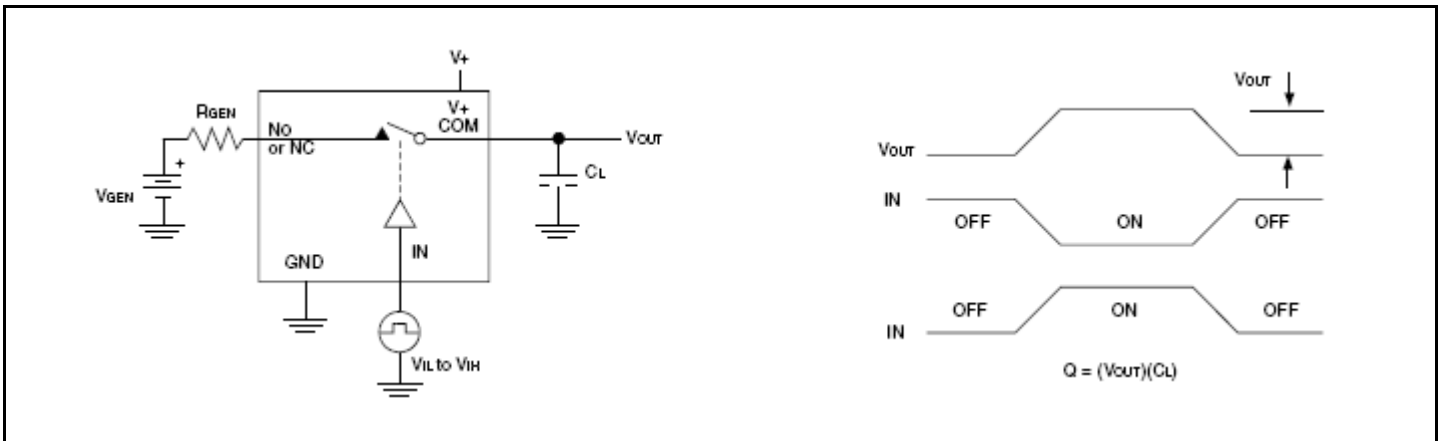 V+
RGEN
NO
or NC
V+
COM
VOUT
+
VGEN
CL
IN
GND
VIL to VIH
VOUT
VOUT
IN
OFF
ON
OFF
OFF
ON
OFF
IN
Q = (VOUT)(CL)